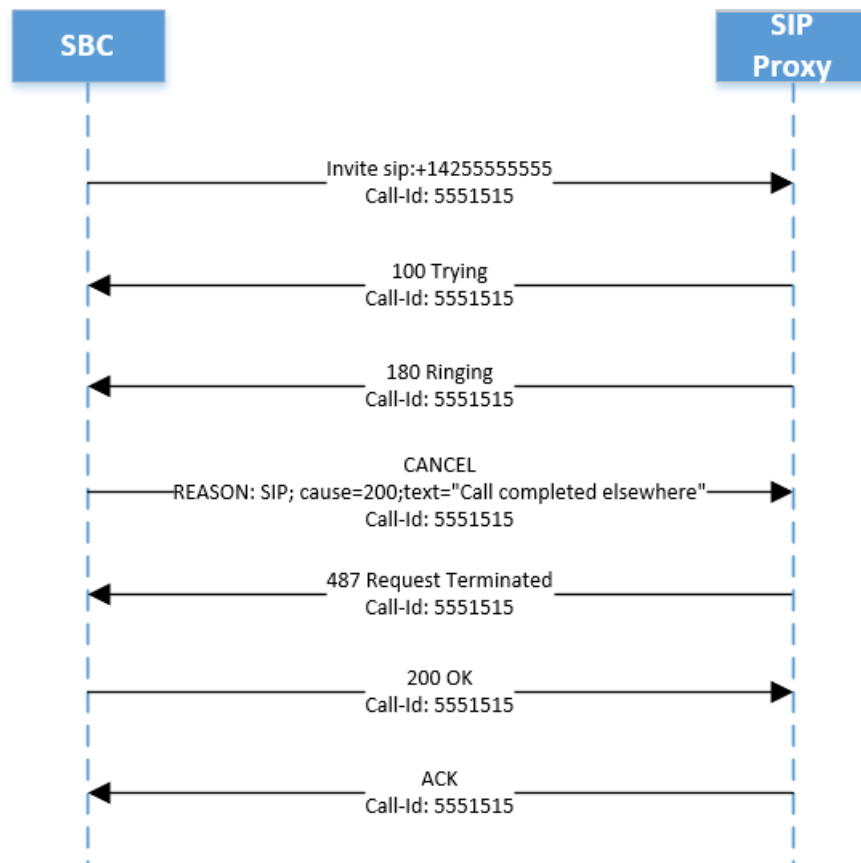 SBC
SIP
Proxy
Invite sip:+14255555555
Call-Id: 5551515
100 Trying
Call-Id: 5551515
180 Ringing
Call-Id: 5551515
CANCEL
REASON: SIP; cause=200;text="Call completed elsewhere"
Call-Id: 5551515
487 Request Terminated
Call-Id: 5551515
200 OK
Call-Id: 5551515
ACK
Call-Id: 5551515